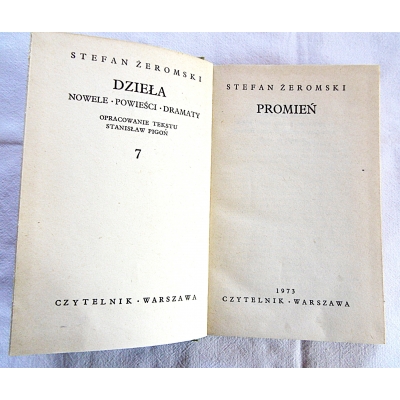 STEFAN ŻEROMSKI
DZIEŁA
NOWELE · POWIEŚCI · DRAMATY
OPRACOWANIE TEKSTU
STANISŁAW PIGOŃ
7
CZYTELNIK · WARSZAWA
STEFAN ŻEROMSKI
PROMIEŃ
1973
CZYTELNIK · WARSZAWA